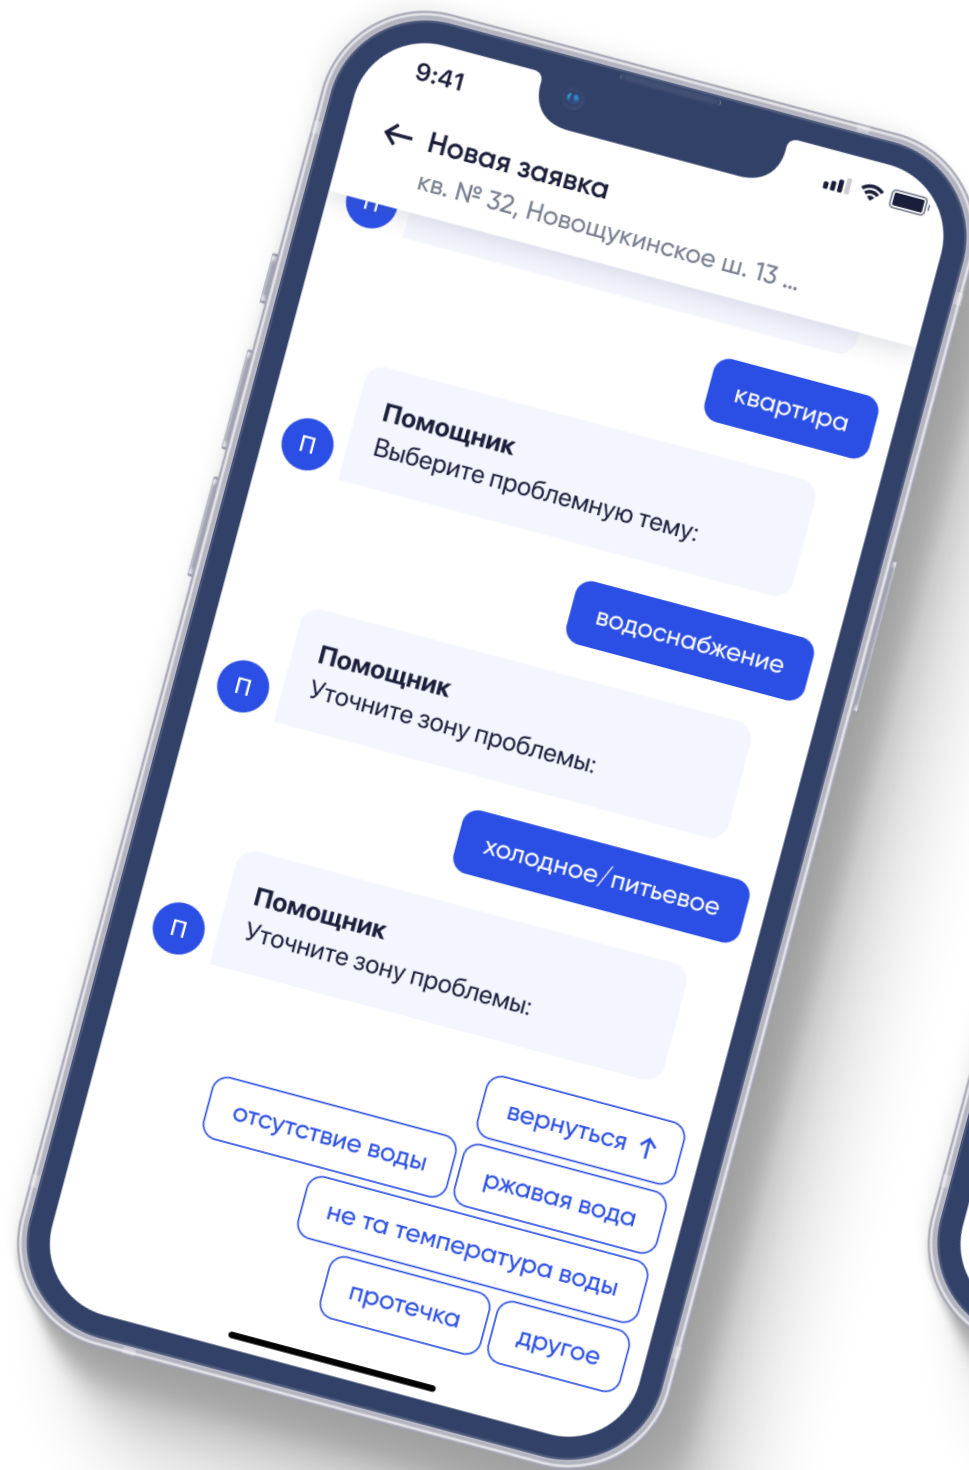 9:41
← Новая заявка
кв. № 32, Новощукинское ш. 13 ...
П
квартира
Помощник
Выберите проблемную тему:
П
водоснабжение
Помощник
Уточните зону проблемы:
П
холодное/питьевое
Помощник
Уточните зону проблемы:
П
вернуться ↑
отсутствие воды
ржавая вода
не та температура воды
протечка
другое